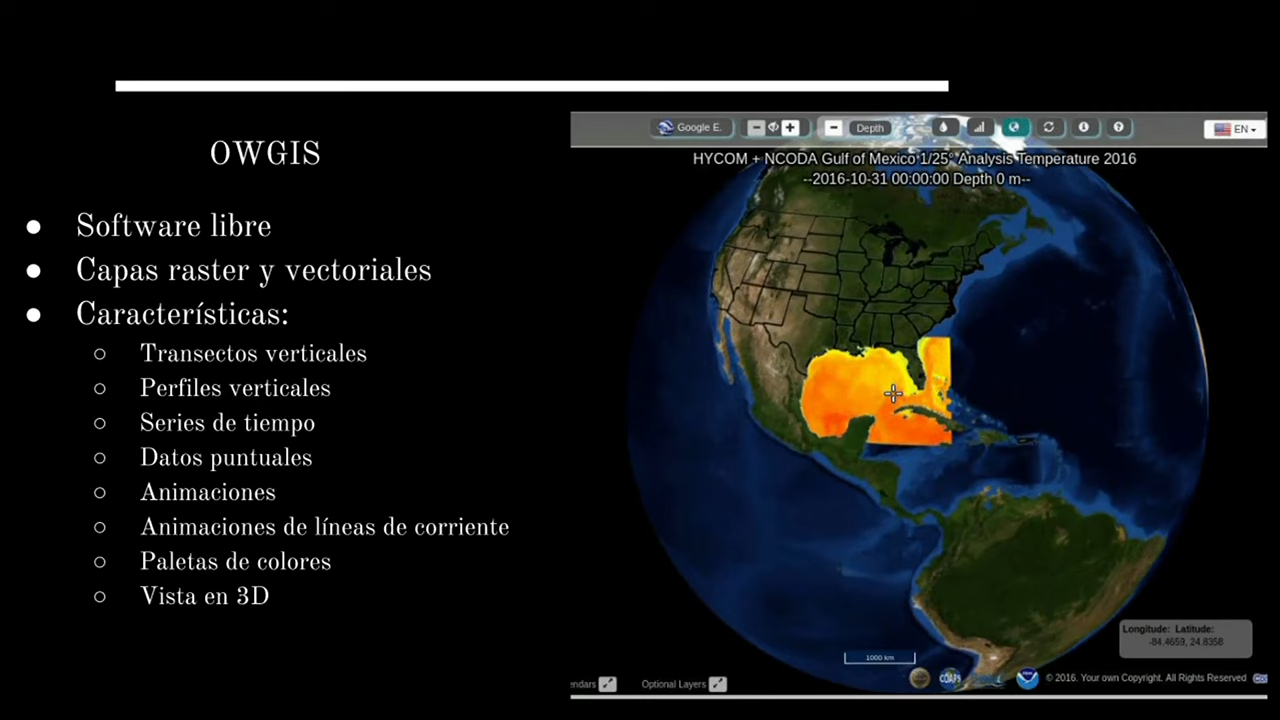 OWGIS
● Software libre
● Capas raster y vectoriales
● Características:
○ Transectos verticales
○ Perfiles verticales
○ Series de tiempo
○ Datos puntuales
○ Animaciones
○ Animaciones de líneas de corriente
○ Paletas de colores
○ Vista en 3D
Google E.
Depth
EN
HYCOM + NCODA Gulf of Mexico 1/25° Analysis Temperature 2016
--2016-10-31 00:00:00 Depth 0 m--
Longitude: Latitude:
-84.4659, 24.8358
1000 km
endars
Optional Layers
COAPS
© 2016. Your own Copyright. All Rights Reserved